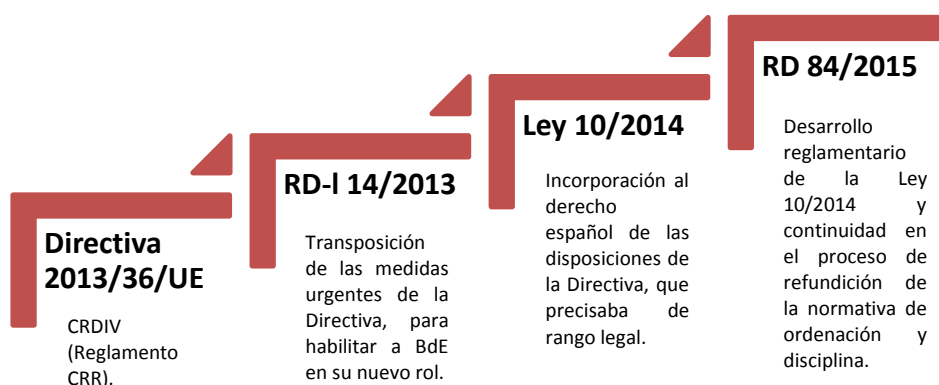 Directiva
2013/36/UE
CRDIV
(Reglamento
CRR).
RD-l 14/2013
Transposición
de las medidas
urgentes de la
Directiva, para
habilitar a BdE
en su nuevo rol.
Ley 10/2014
Incorporación al
derecho
español de las
disposiciones de
la Directiva, que
precisaba de
rango legal.
RD 84/2015
Desarrollo
reglamentario
de la Ley
10/2014 y
continuidad en
el proceso de
refundición de
la normativa de
ordenación y
disciplina.